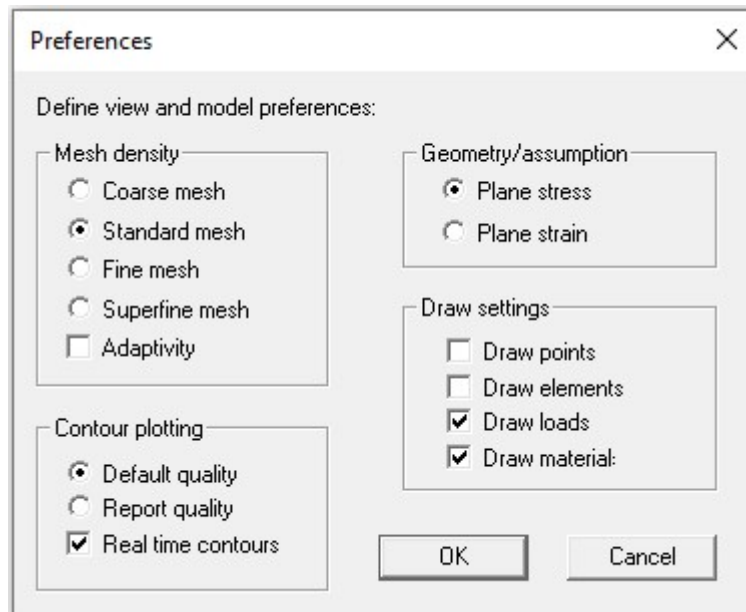 Preferences
Define view and model preferences:
Mesh density
Coarse mesh
Standard mesh
Fine mesh
Superfine mesh
Adaptivity
Contour plotting
Default quality
Report quality
Real time contours
Geometry/assumption
Plane stress
Plane strain
Draw settings
Draw points
Draw elements
Draw loads
Draw material:
OK
Cancel